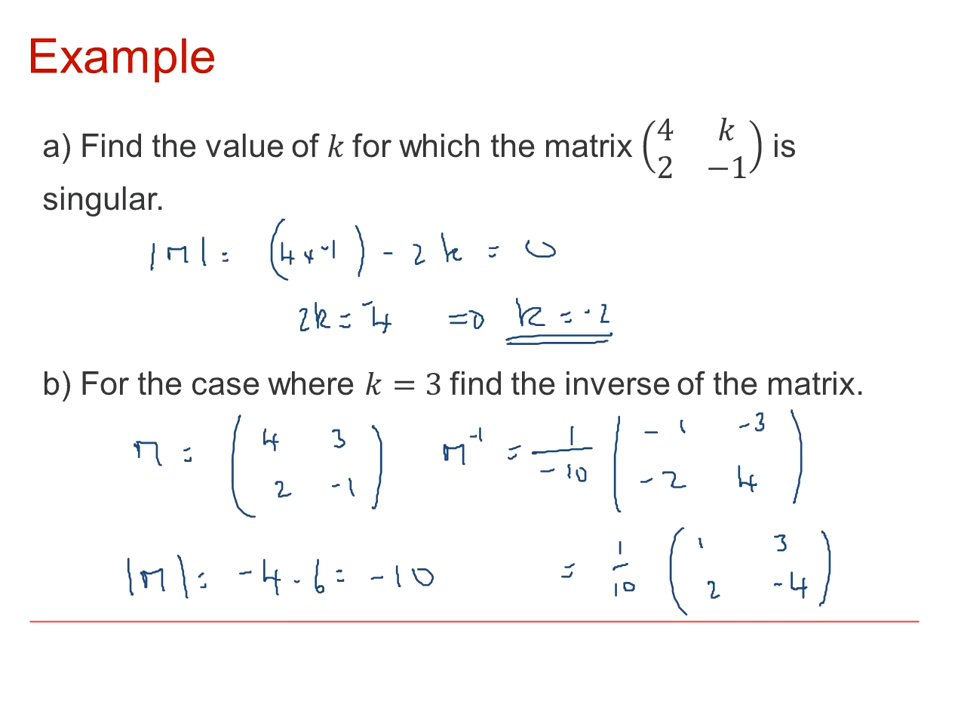 Example
a) Find the value of k for which the matrix (4 k
2 −1) is
singular.
|M| = (4×-1) - 2k = 0
2k = -4 => k = -2
b) For the case where k = 3 find the inverse of the matrix.
M = (4 3
2 -1)
M⁻¹ = 1/-10 (-1 -3
-2 4)
|M| = -4-6 = -10
= 1/10 (1 3
2 -4)